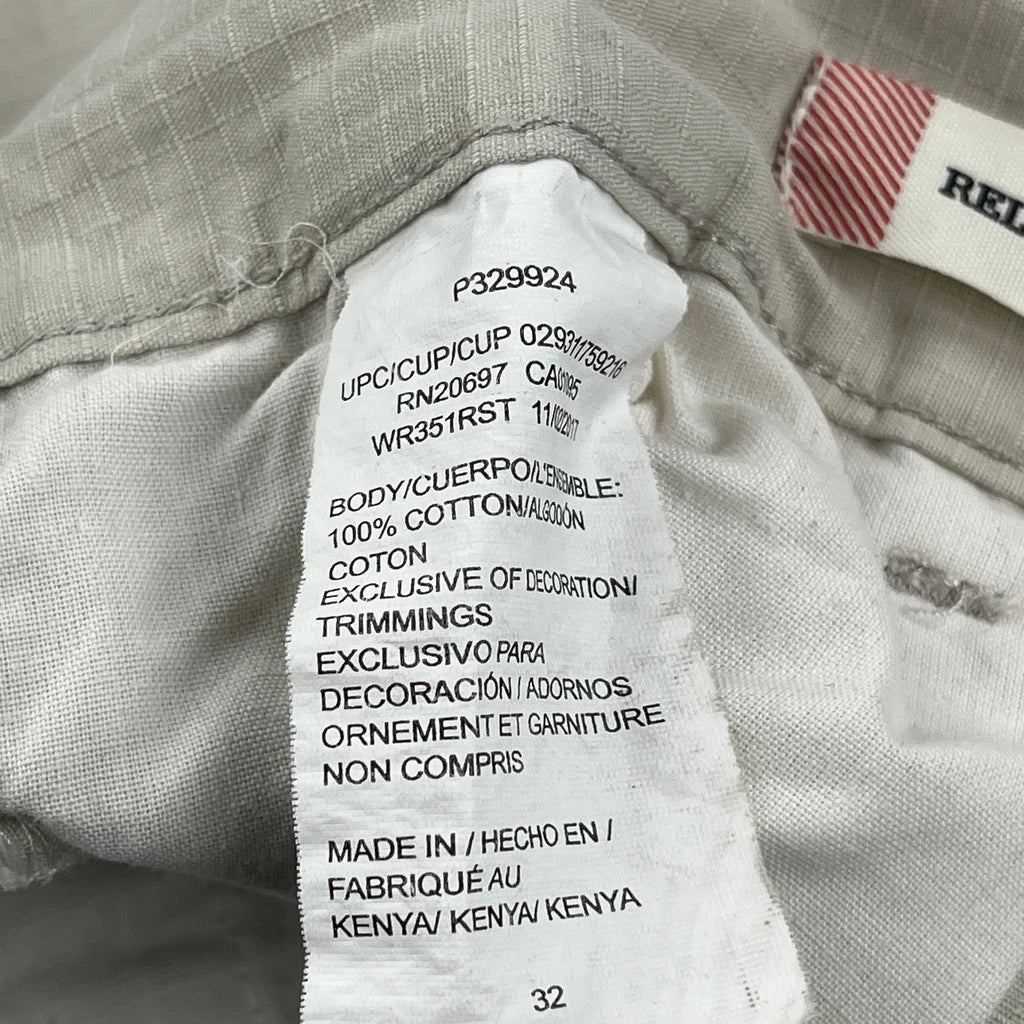 P329924
UPC/CUP/CUP 029311759216
RN20697 CA01095
WR351RST 11/02/2017
BODY/CUERPO/L'ENSEMBLE:
100% COTTON/ALGODÓN
COTON
EXCLUSIVE OF DECORATION/
TRIMMINGS
EXCLUSIVO PARA
DECORACIÓN / ADORNOS
ORNEMENT ET GARNITURE
NON COMPRIS
MADE IN / HECHO EN /
FABRIQUÉ AU
KENYA/ KENYA/ KENYA
32